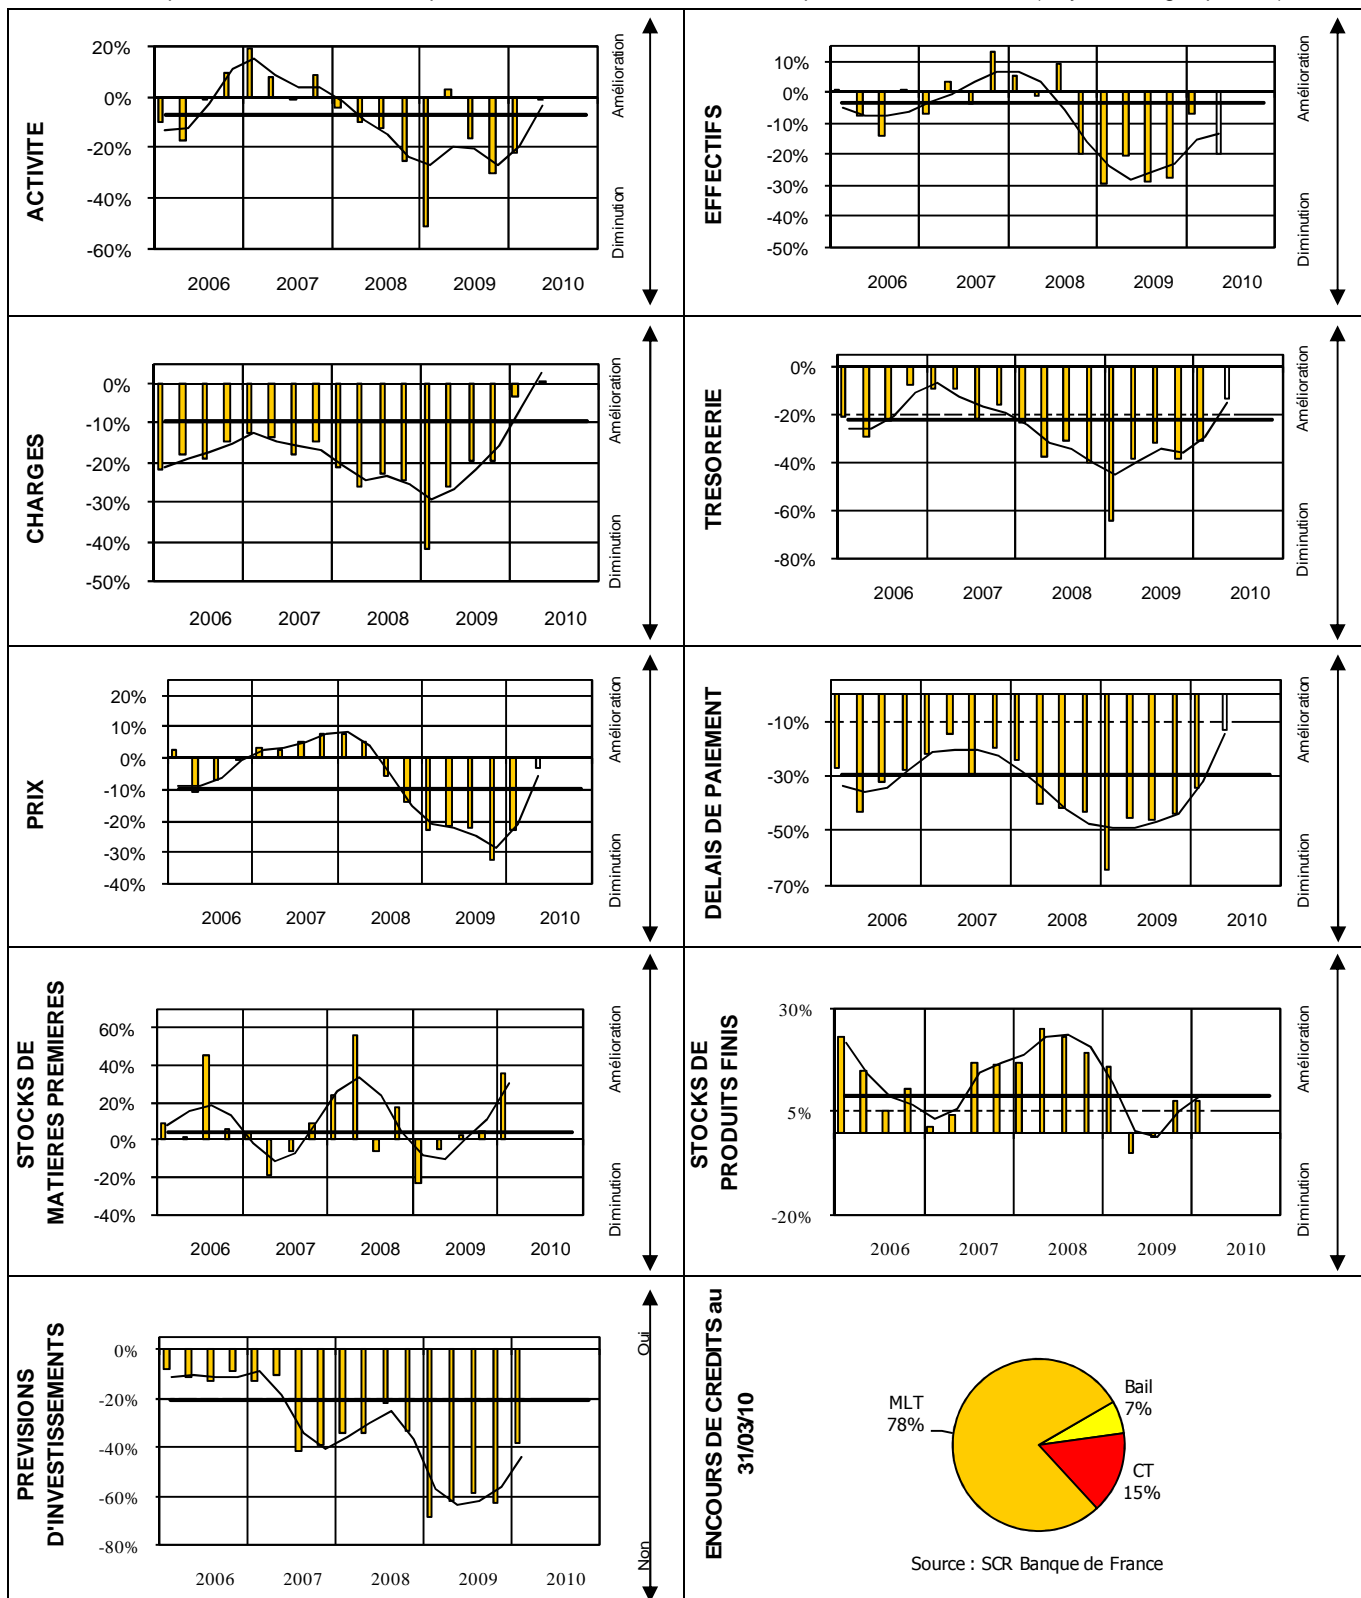 ACTIVITE
20%
0%
-20%
-40%
-60%
2006 2007 2008 2009 2010
Amélioration
Diminution
EFFECTIFS
10%
0%
-10%
-20%
-30%
-40%
-50%
2006 2007 2008 2009 2010
Amélioration
Diminution
CHARGES
0%
-10%
-20%
-30%
-40%
-50%
2006 2007 2008 2009 2010
Amélioration
Diminution
TRESORERIE
0%
-20%
-40%
-60%
-80%
2006 2007 2008 2009 2010
Amélioration
Diminution
PRIX
20%
10%
0%
-10%
-20%
-30%
-40%
2006 2007 2008 2009 2010
Amélioration
Diminution
DELAIS DE PAIEMENT
-10%
-30%
-50%
-70%
2006 2007 2008 2009 2010
Amélioration
Diminution
STOCKS DE
MATIERES PREMIERES
60%
40%
20%
0%
-20%
-40%
2006 2007 2008 2009 2010
Amélioration
Diminution
STOCKS DE
PRODUITS FINIS
30%
5%
-20%
2006 2007 2008 2009 2010
Amélioration
Diminution
PREVISIONS
D'INVESTISSEMENTS
0%
-20%
-40%
-60%
-80%
2006 2007 2008 2009 2010
Oui
Non
ENCOURS DE CREDITS au
31/03/10
MLT
78%
Bail
7%
CT
15%
Source : SCR Banque de France